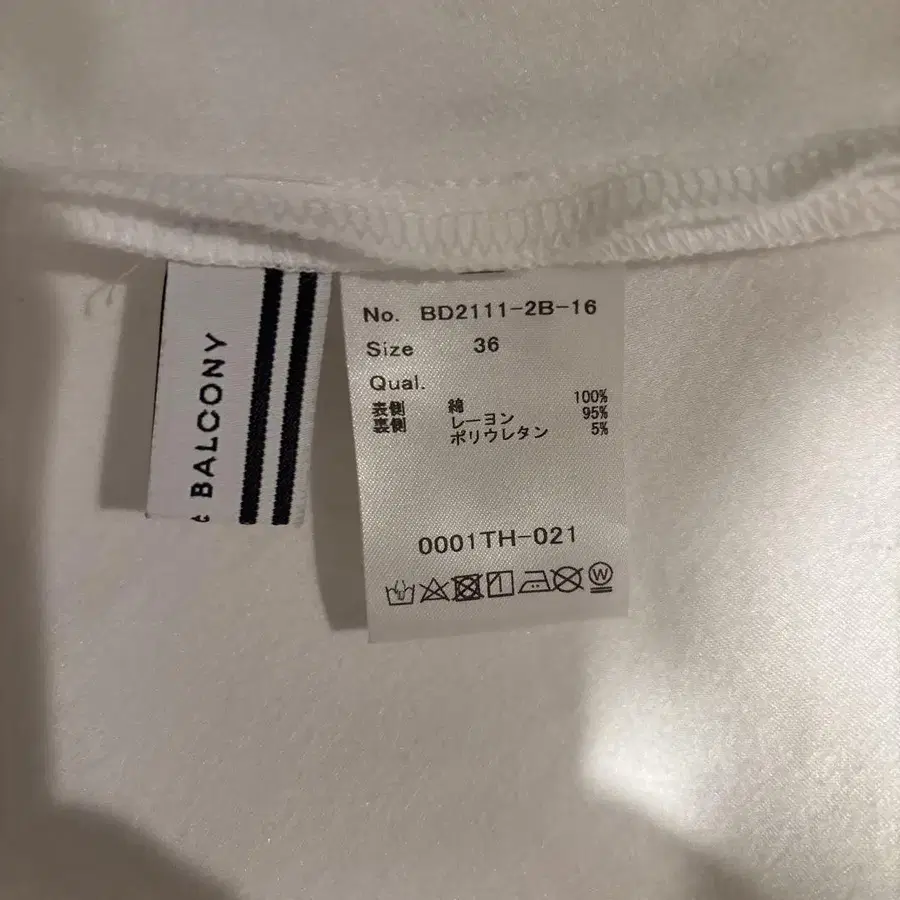 BALCONY
No. BD2111-2B-16
Size 36
Qual.
表側 綿 100%
裏側 レーヨン 95%
ポリウレタン 5%
0001TH-021
W